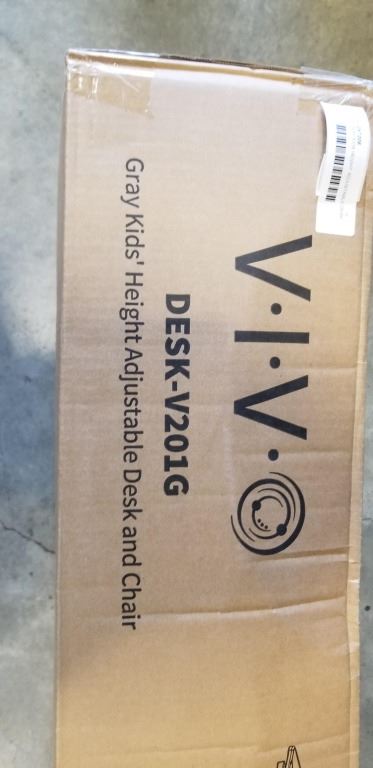 V·I·V·O
DESK-V201G
Gray Kids' Height Adjustable Desk and Chair